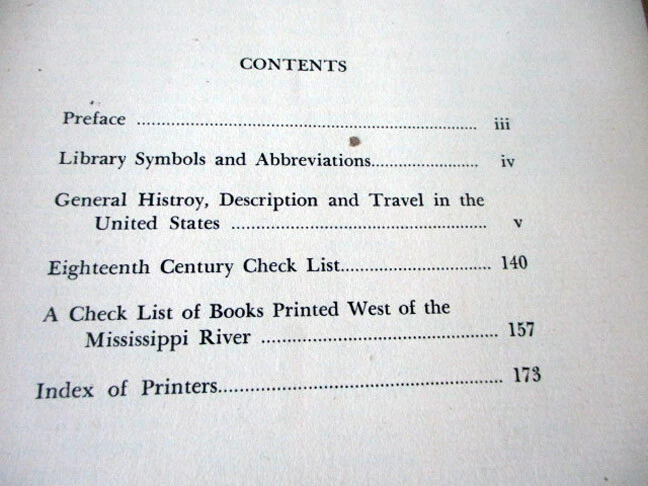 CONTENTS
Preface ........................................................................ iii
Library Symbols and Abbreviations...................... iv
General Histroy, Description and Travel in the
United States ...................................................... v
Eighteenth Century Check List............................... 140
A Check List of Books Printed West of the
Mississippi River .................................................. 157
Index of Printers............................................................ 173